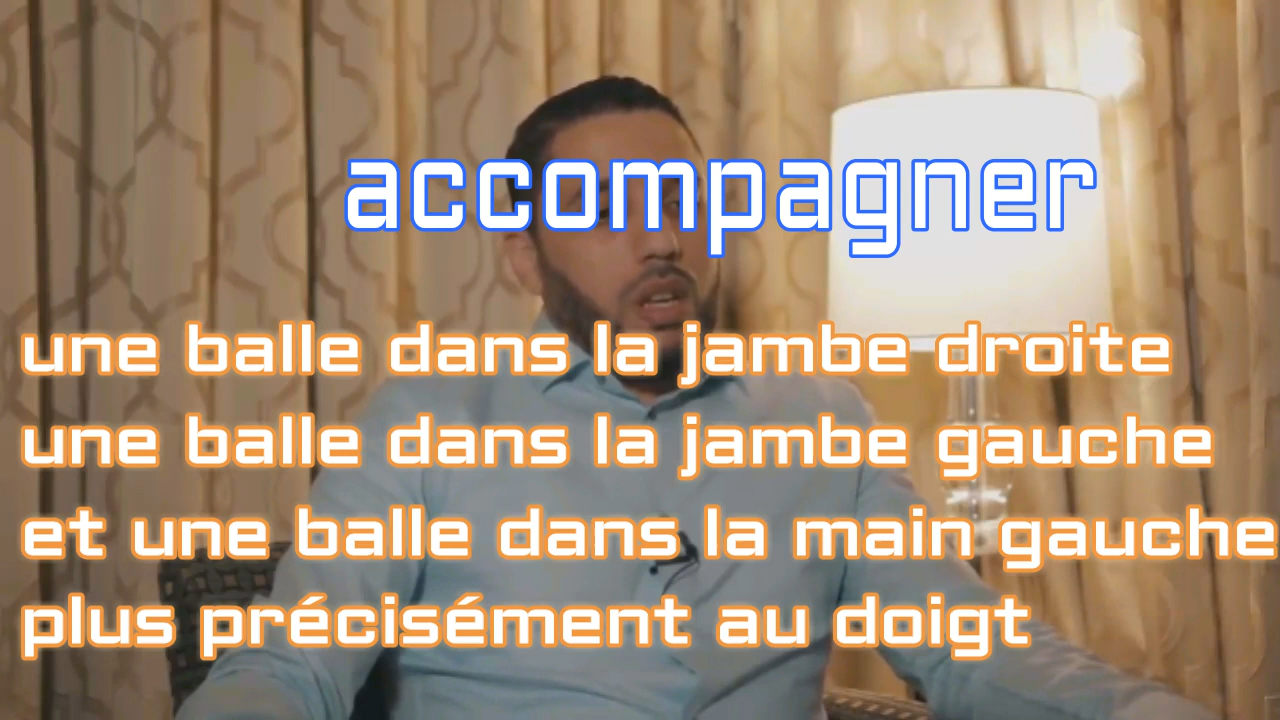 accompagner
une balle dans la jambe droite
une balle dans la jambe gauche
et une balle dans la main gauche
plus précisément au doigt